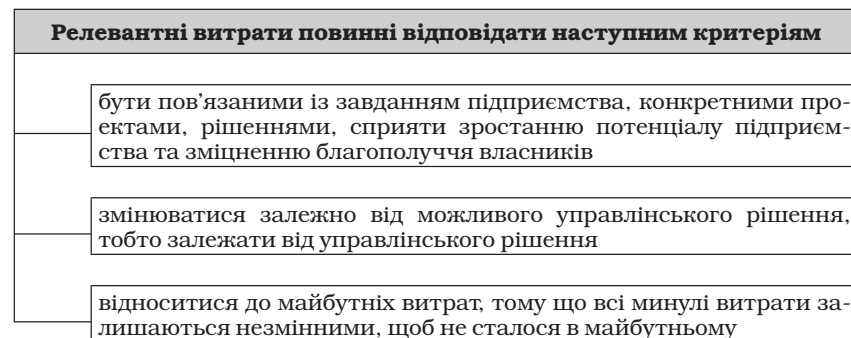 Релевантні витрати повинні відповідати наступним критеріям
бути пов’язаними із завданням підприємства, конкретними про-
ектами, рішеннями, сприяти зростанню потенціалу підприєм-
ства та зміцненню благополуччя власників
змінюватися залежно від можливого управлінського рішення,
тобто залежати від управлінського рішення
відноситися до майбутніх витрат, тому що всі минулі витрати за-
лишаються незмінними, щоб не сталося в майбутньому